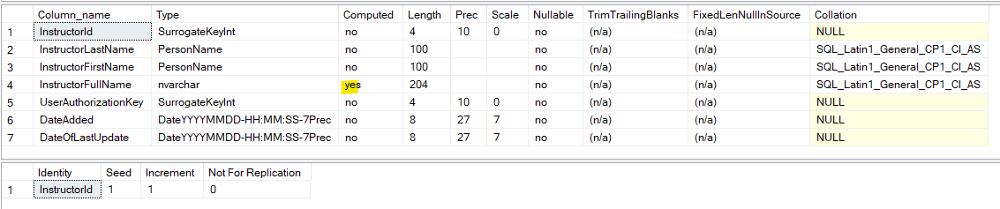 Column_name Type Computed Length Prec Scale Nullable TrimTrailingBlanks FixedLenNullInSource Collation
1 InstructorId SurrogateKeyInt no 4 10 0 no (n/a) (n/a) NULL
2 InstructorLastName PersonName no 100 no (n/a) (n/a) SQL_Latin1_General_CP1_CI_AS
3 InstructorFirstName PersonName no 100 no (n/a) (n/a) SQL_Latin1_General_CP1_CI_AS
4 InstructorFullName nvarchar yes 204 no (n/a) (n/a) SQL_Latin1_General_CP1_CI_AS
5 UserAuthorizationKey SurrogateKeyInt no 4 10 0 no (n/a) (n/a) NULL
6 DateAdded DateYYYYMMDD-HH:MM:SS-7Prec no 8 27 7 no (n/a) (n/a) NULL
7 DateOfLastUpdate DateYYYYMMDD-HH:MM:SS-7Prec no 8 27 7 no (n/a) (n/a) NULL
Identity Seed Increment Not For Replication
1 InstructorId 1 1 0